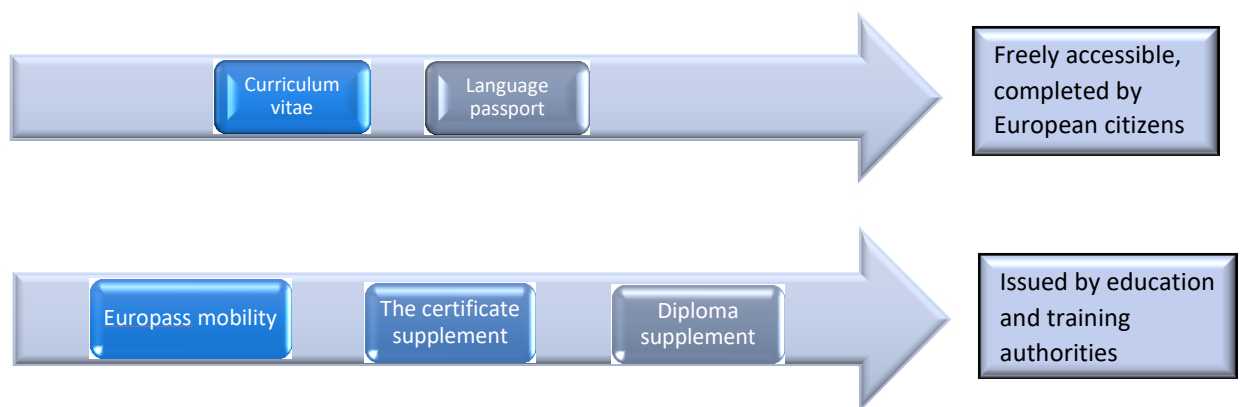 Curriculum
vitae
Language
passport
Freely accessible,
completed by
European citizens
Europass mobility
The certificate
supplement
Diploma
supplement
Issued by education
and training
authorities